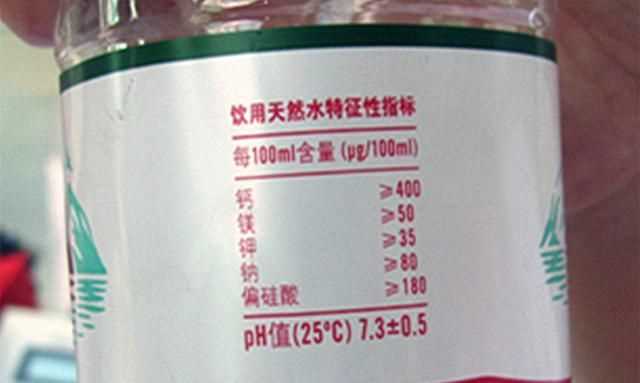 饮用天然水特征性指标
每100ml含量 (μg/100ml)
钙 ≥400
镁 ≥50
钾 ≥35
钠 ≥80
偏硅酸 ≥180
pH值(25°C) 7.3±0.5